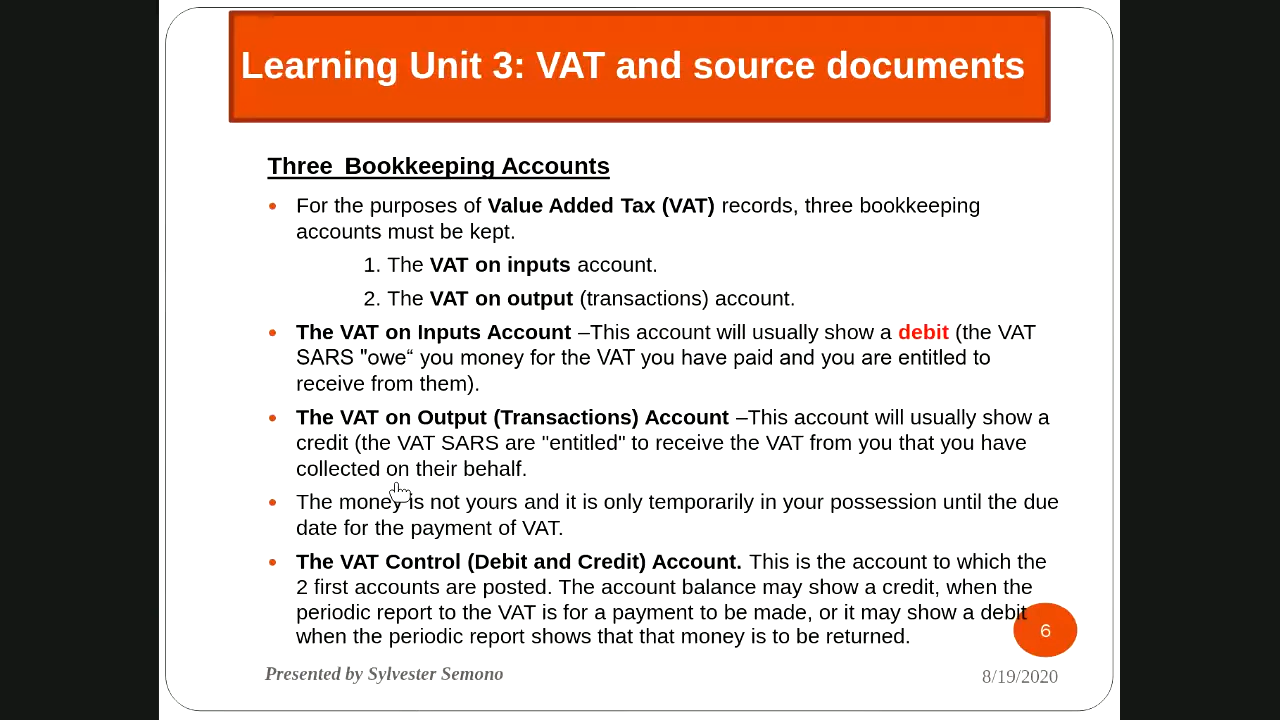 Learning Unit 3: VAT and source documents
Three Bookkeeping Accounts
• For the purposes of Value Added Tax (VAT) records, three bookkeeping
accounts must be kept.
1. The VAT on inputs account.
2. The VAT on output (transactions) account.
• The VAT on Inputs Account –This account will usually show a debit (the VAT
SARS "owe“ you money for the VAT you have paid and you are entitled to
receive from them).
• The VAT on Output (Transactions) Account –This account will usually show a
credit (the VAT SARS are "entitled" to receive the VAT from you that you have
collected on their behalf.
• The money is not yours and it is only temporarily in your possession until the due
date for the payment of VAT.
• The VAT Control (Debit and Credit) Account. This is the account to which the
2 first accounts are posted. The account balance may show a credit, when the
periodic report to the VAT is for a payment to be made, or it may show a debit
when the periodic report shows that that money is to be returned.
6
Presented by Sylvester Semono
8/19/2020